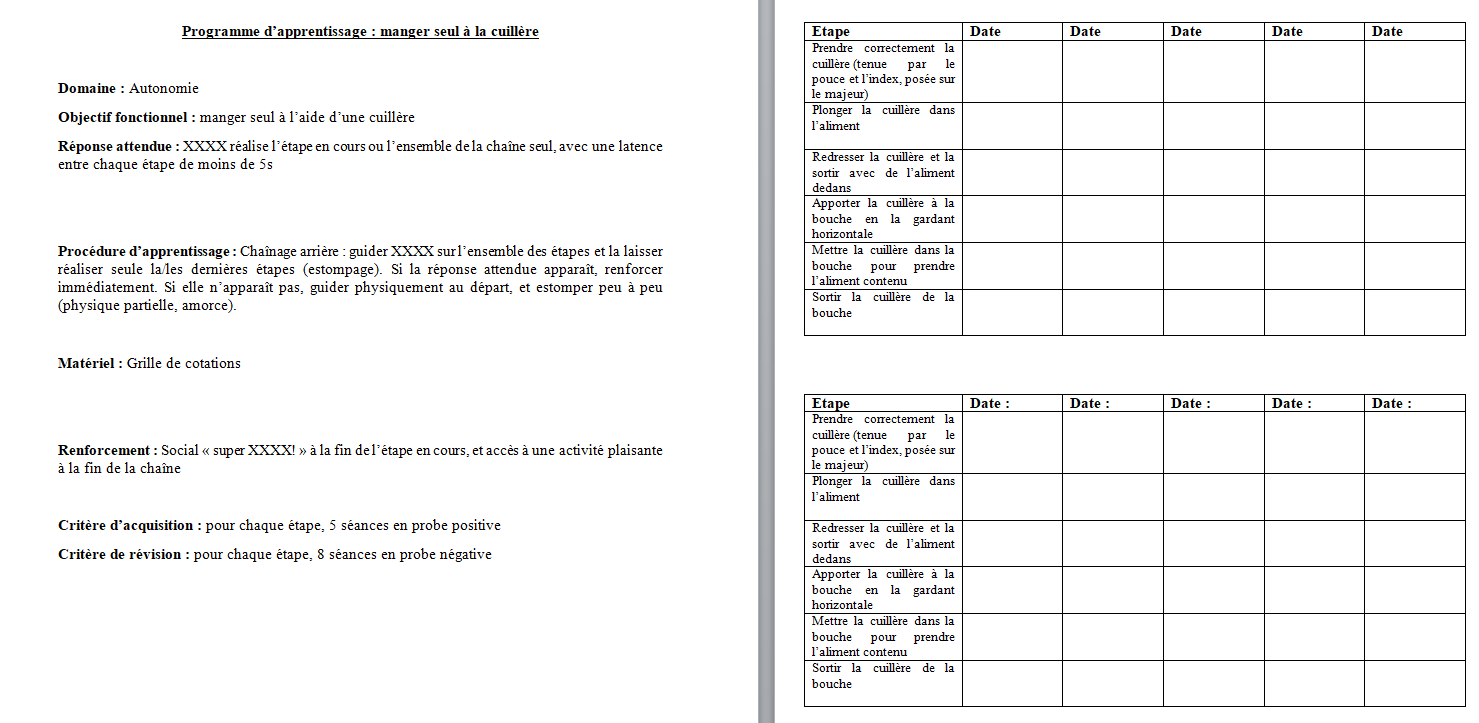 Programme d’apprentissage : manger seul à la cuillère
Domaine : Autonomie
Objectif fonctionnel : manger seul à l’aide d’une cuillère
Réponse attendue : XXXX réalise l’étape en cours ou l’ensemble de la chaîne seul, avec une latence
entre chaque étape de moins de 5s
Procédure d’apprentissage : Chaînage arrière : guider XXXX sur l’ensemble des étapes et la laisser
réaliser seule la/les dernières étapes (estompage). Si la réponse attendue apparaît, renforcer
immédiatement. Si elle n’apparaît pas, guider physiquement au départ, et estomper peu à peu
(physique partielle, amorce).
Matériel : Grille de cotations
Renforcement : Social « super XXXX! » à la fin de l’étape en cours, et accès à une activité plaisante
à la fin de la chaîne
Critère d’acquisition : pour chaque étape, 5 séances en probe positive
Critère de révision : pour chaque étape, 8 séances en probe négative
Etape Date Date Date Date Date
Prendre correctement la
cuillère (tenue par le
pouce et l’index, posée sur
le majeur)
Plonger la cuillère dans
l’aliment
Redresser la cuillère et la
sortir avec de l’aliment
dedans
Apporter la cuillère à la
bouche en la gardant
horizontale
Mettre la cuillère dans la
bouche pour prendre
l’aliment contenu
Sortir la cuillère de la
bouche
Etape Date : Date : Date : Date : Date :
Prendre correctement la
cuillère (tenue par le
pouce et l’index, posée sur
le majeur)
Plonger la cuillère dans
l’aliment
Redresser la cuillère et la
sortir avec de l’aliment
dedans
Apporter la cuillère à la
bouche en la gardant
horizontale
Mettre la cuillère dans la
bouche pour prendre
l’aliment contenu
Sortir la cuillère de la
bouche